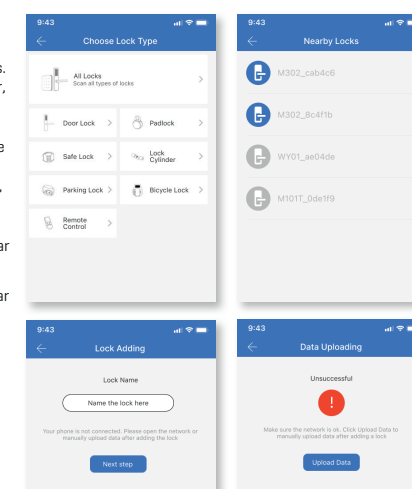 s.
r,
e
,
ar
ar
9:43
Choose Lock Type
All Locks
Scan all types of locks
Door Lock
Padlock
Safe Lock
Lock
Cylinder
Parking Lock
Bicycle Lock
Remote
Control
9:43
Nearby Locks
M302_cab4c6
M302_8c4f1b
WY01_ae04de
M101T_0de1f9
9:43
Lock Adding
Lock Name
Name the lock here
Your phone is not connected. Please open the network or
manually upload data after adding the lock
Next step
9:43
Data Uploading
Unsuccessful
!
Make sure the network is ok. Click Upload Data to
manually upload data after adding a lock
Upload Data